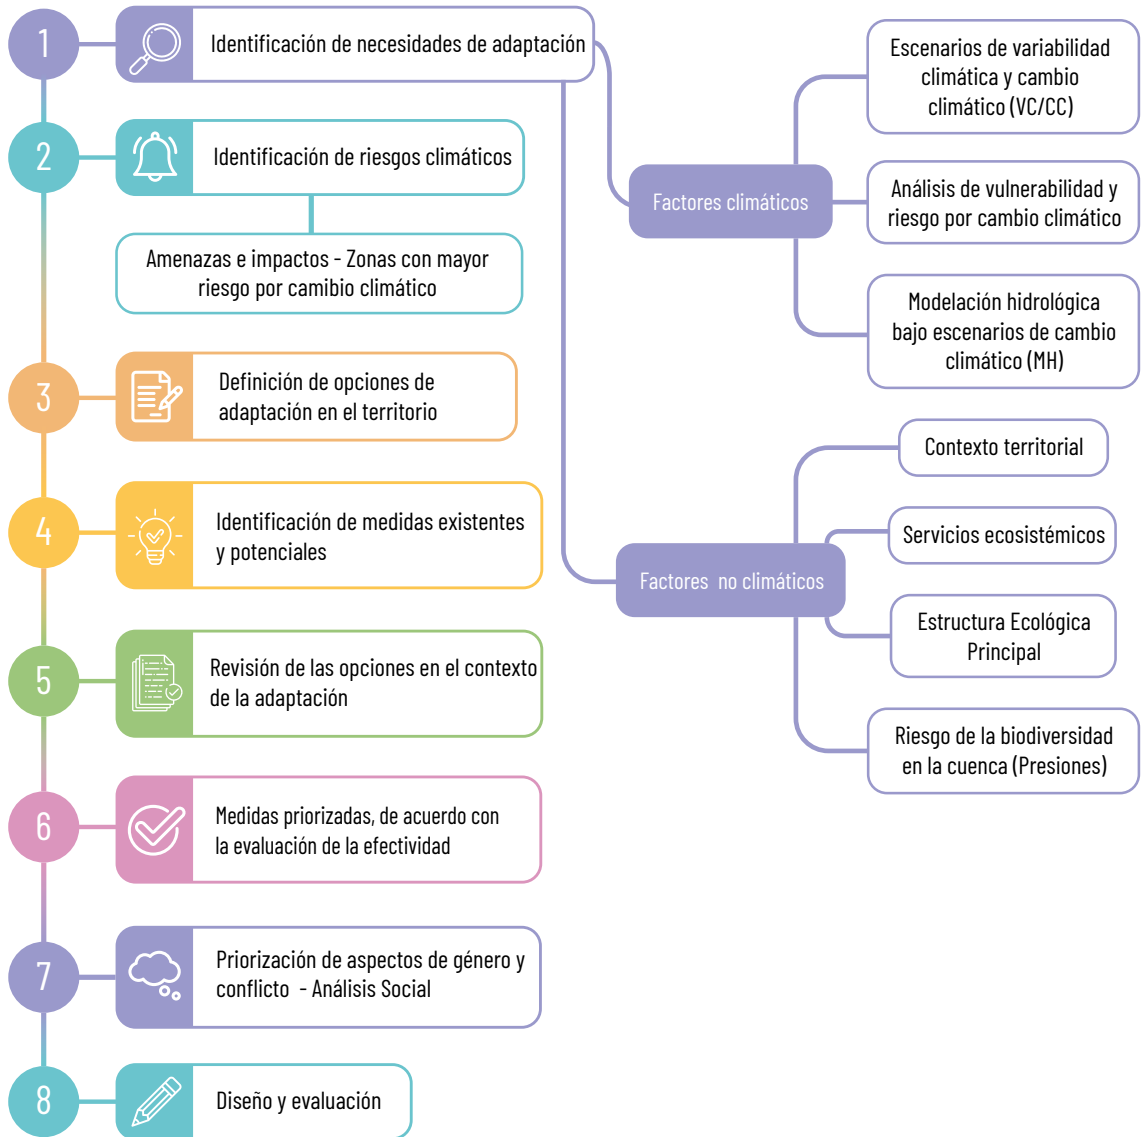 1
Identificación de necesidades de adaptación
2
Identificación de riesgos climáticos
Amenazas e impactos - Zonas con mayor
riesgo por camibio climático
3
Definición de opciones de
adaptación en el territorio
4
Identificación de medidas existentes
y potenciales
5
Revisión de las opciones en el contexto
de la adaptación
6
Medidas priorizadas, de acuerdo con
la evaluación de la efectividad
7
Priorización de aspectos de género y
conflicto - Análisis Social
8
Diseño y evaluación
Factores climáticos
Escenarios de variabilidad
climática y cambio
climático (VC/CC)
Análisis de vulnerabilidad y
riesgo por cambio climático
Modelación hidrológica
bajo escenarios de cambio
climático (MH)
Factores no climáticos
Contexto territorial
Servicios ecosistémicos
Estructura Ecológica
Principal
Riesgo de la biodiversidad
en la cuenca (Presiones)